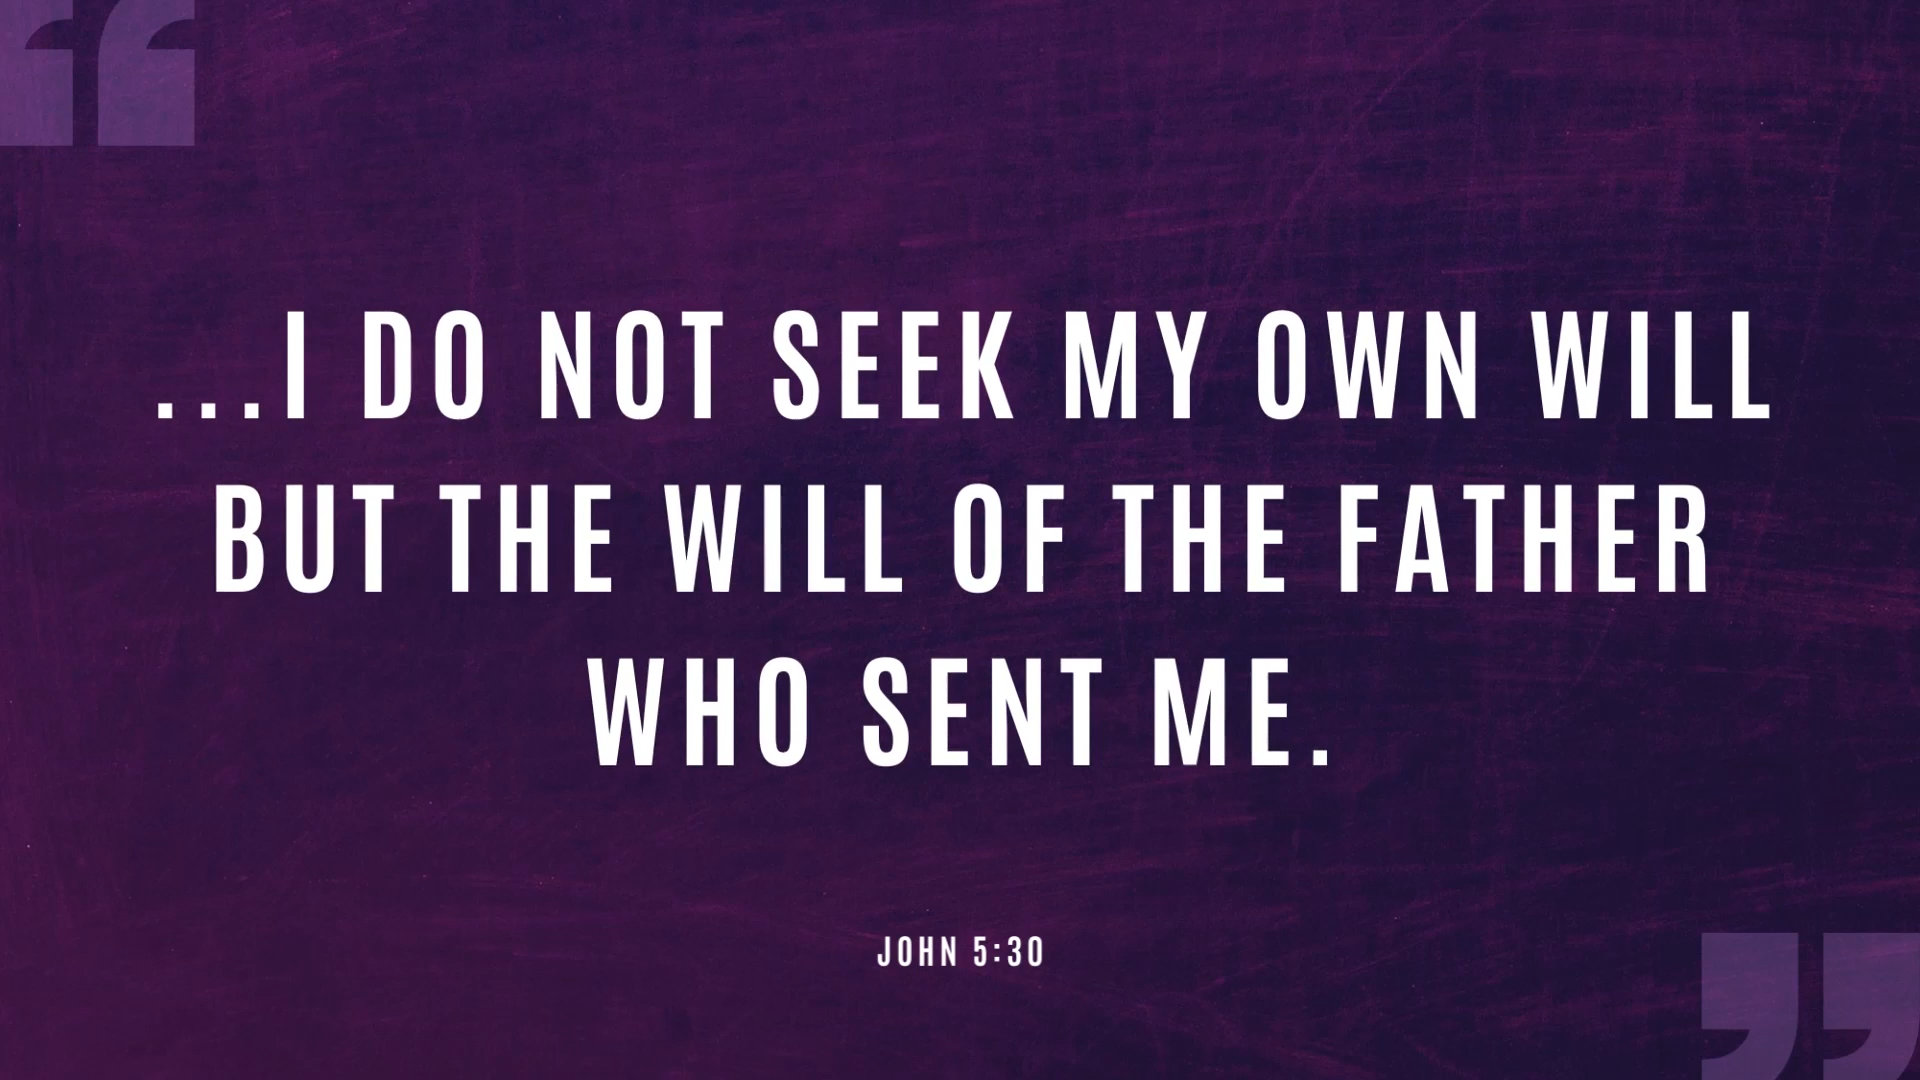 ...I DO NOT SEEK MY OWN WILL
BUT THE WILL OF THE FATHER
WHO SENT ME.
JOHN 5:30